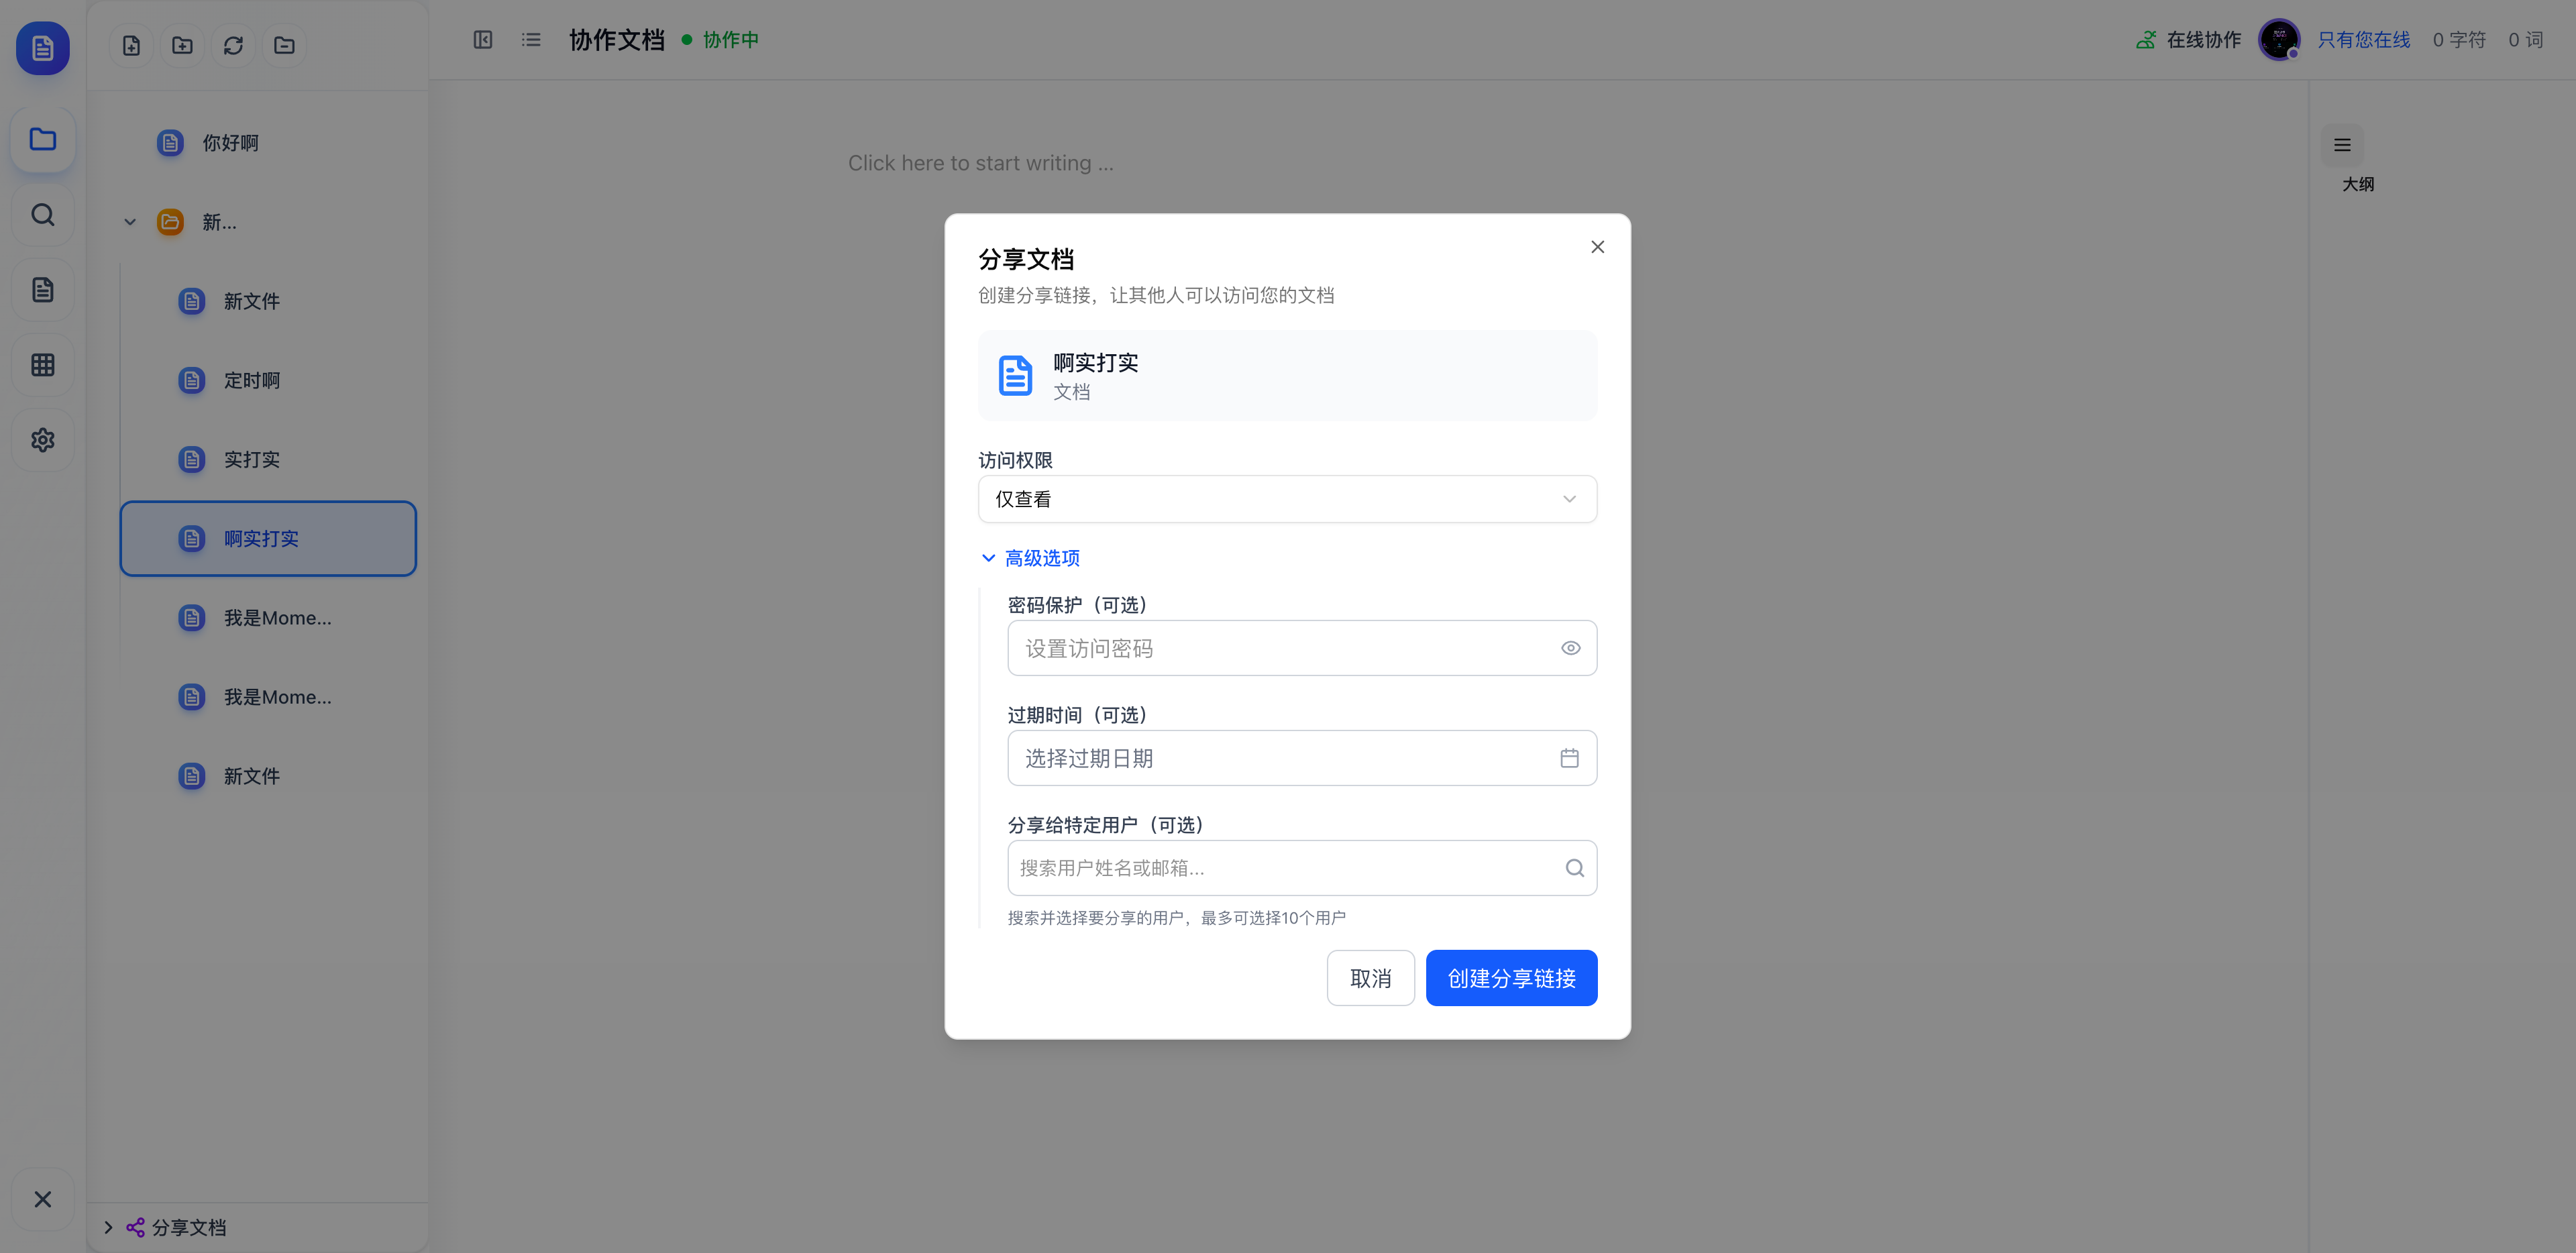 协作文档
协作中
在线协作
只有您在线
0 字符
0 词
你好啊
新...
新文件
定时啊
实打实
啊实打实
我是Mome...
我是Mome...
新文件
分享文档
Click here to start writing ...
大纲
分享文档
创建分享链接，让其他人可以访问您的文档
啊实打实
文档
访问权限
仅查看
高级选项
密码保护（可选）
设置访问密码
过期时间（可选）
选择过期日期
分享给特定用户（可选）
搜索用户姓名或邮箱...
搜索并选择要分享的用户，最多可选择10个用户
取消
创建分享链接